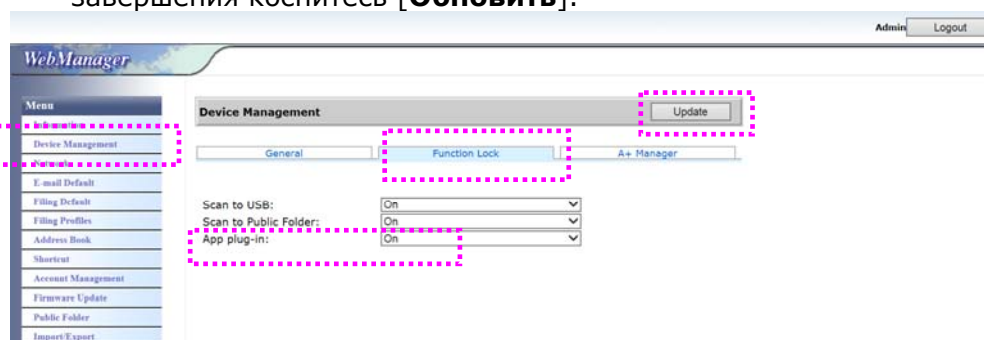 завершения коснитесь [Обновить].
Admin Logout
WebManager
Menu
Information
Device Management
Network
E-mail Default
Filing Default
Filing Profiles
Address Book
Shortcut
Account Management
Firmware Update
Public Folder
Import/Export
Device Management Update
General Function Lock A+ Manager
Scan to USB: On
Scan to Public Folder: On
App plug-in: On